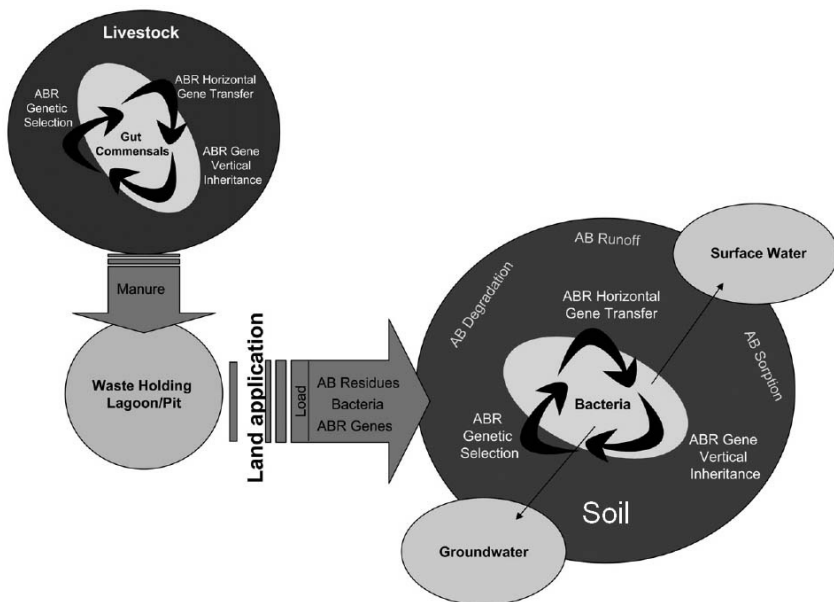 Livestock
ABR Horizontal
Gene Transfer
ABR
Genetic
Selection
Gut
Commensals
ABR Gene
Vertical
Inheritance
Manure
Waste Holding
Lagoon/Pit
Land application
Load
AB Residues
Bacteria
ABR Genes
AB Runoff
Surface Water
AB Degradation
ABR Horizontal
Gene Transfer
AB Sorption
Bacteria
ABR
Genetic
Selection
ABR Gene
Vertical
Inheritance
Soil
Groundwater